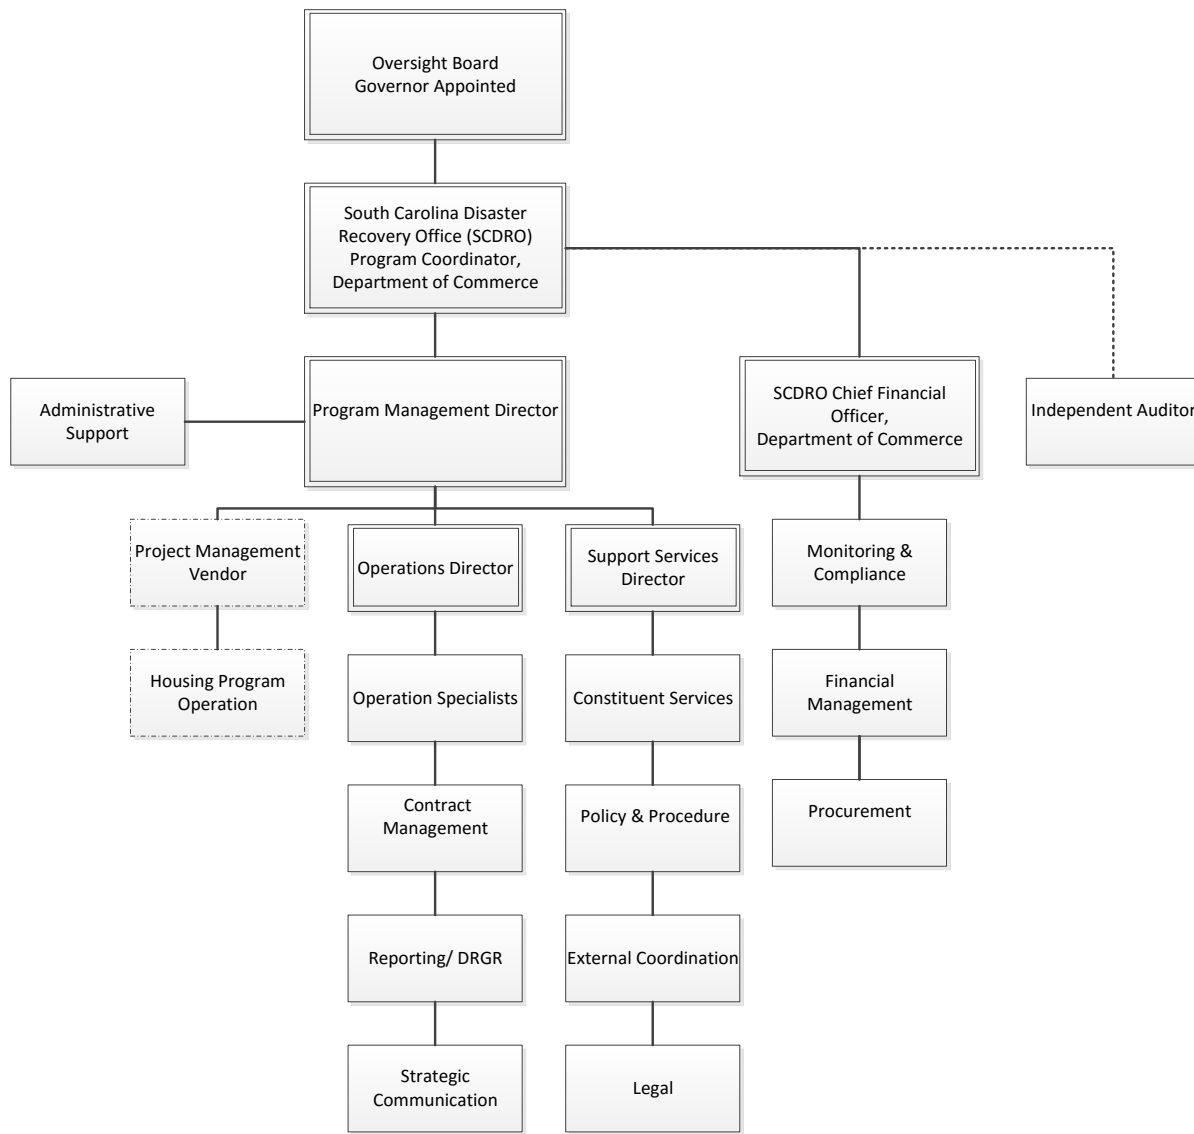 Oversight Board
Governor Appointed
South Carolina Disaster
Recovery Office (SCDRO)
Program Coordinator,
Department of Commerce
Administrative
Support
Program Management Director
SCDRO Chief Financial
Officer,
Department of Commerce
Independent Auditor
Project Management
Vendor
Operations Director
Support Services
Director
Monitoring &
Compliance
Housing Program
Operation
Operation Specialists
Constituent Services
Financial
Management
Contract
Management
Policy & Procedure
Procurement
Reporting/ DRGR
External Coordination
Strategic
Communication
Legal